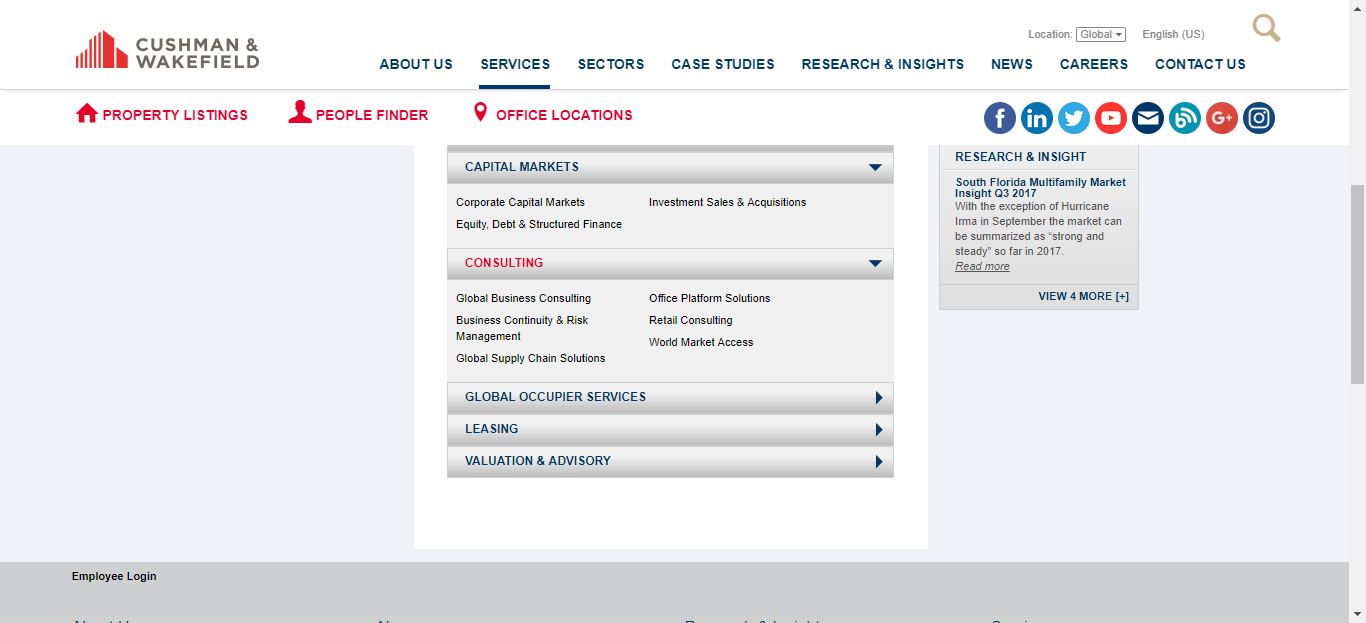 CUSHMAN &
WAKEFIELD
Location: Global
English (US)
ABOUT US
SERVICES
SECTORS
CASE STUDIES
RESEARCH & INSIGHTS
NEWS
CAREERS
CONTACT US
PROPERTY LISTINGS
PEOPLE FINDER
OFFICE LOCATIONS
f
in
G+
CAPITAL MARKETS
Corporate Capital Markets
Investment Sales & Acquisitions
Equity, Debt & Structured Finance
CONSULTING
Global Business Consulting
Office Platform Solutions
Business Continuity & Risk
Management
Retail Consulting
World Market Access
Global Supply Chain Solutions
GLOBAL OCCUPIER SERVICES
LEASING
VALUATION & ADVISORY
RESEARCH & INSIGHT
South Florida Multifamily Market
Insight Q3 2017
With the exception of Hurricane
Irma in September the market can
be summarized as “strong and
steady” so far in 2017.
Read more
VIEW 4 MORE [+]
Employee Login